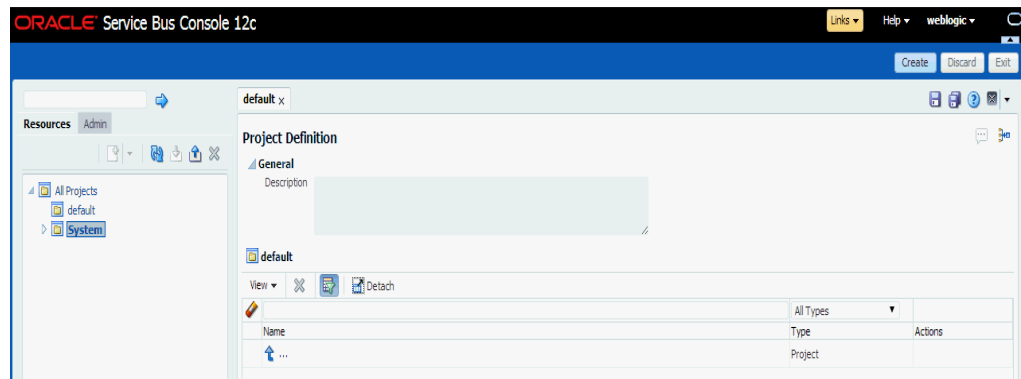 ORACLE Service Bus Console 12c
Links Help weblogic
Create Discard Exit
default x
Resources Admin
Project Definition
General
Description
All Projects
default
System
default
View Detach
All Types
Name Type Actions
... Project